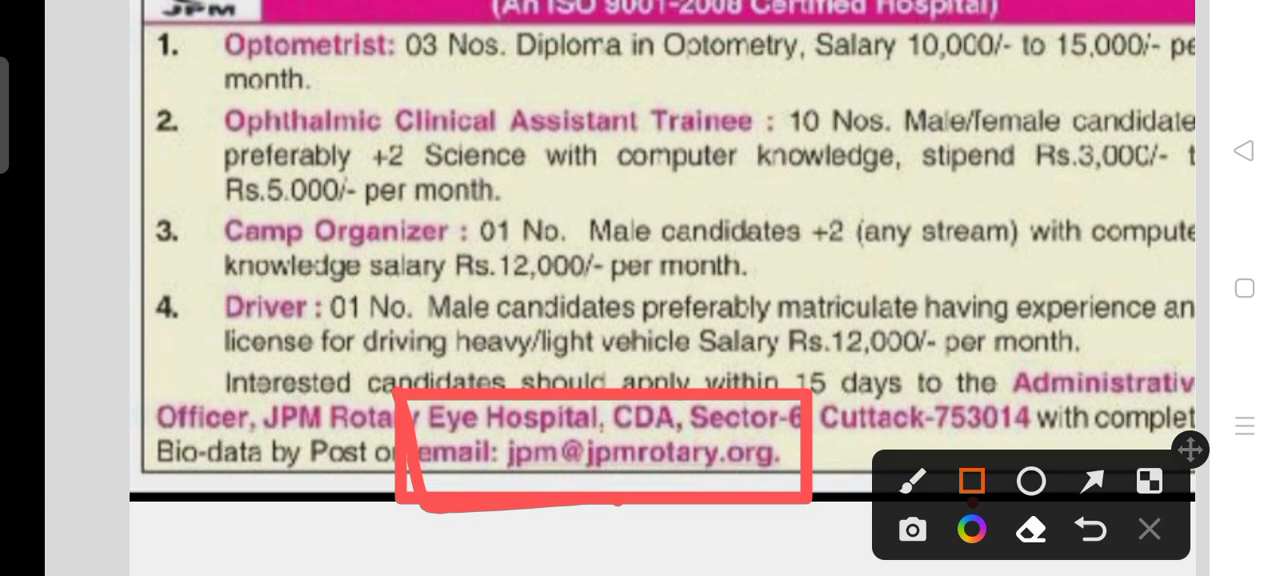 JPM
(An ISO 9001-2008 Certified Hospital)
1. Optometrist: 03 Nos. Diploma in Optometry, Salary 10,000/- to 15,000/- pe
month.
2. Ophthalmic Clinical Assistant Trainee : 10 Nos. Male/female candidate
preferably +2 Science with computer knowledge, stipend Rs.3,000/- t
Rs.5.000/- per month.
3. Camp Organizer : 01 No. Male candidates +2 (any stream) with compute
knowledge salary Rs.12,000/- per month.
4. Driver : 01 No. Male candidates preferably matriculate having experience an
license for driving heavy/light vehicle Salary Rs.12,000/- per month.
Interested candidates should apply within 15 days to the Administrativ
Officer, JPM Rotary Eye Hospital, CDA, Sector-6 Cuttack-753014 with complet
Bio-data by Post or email: jpm@jpmrotary.org.